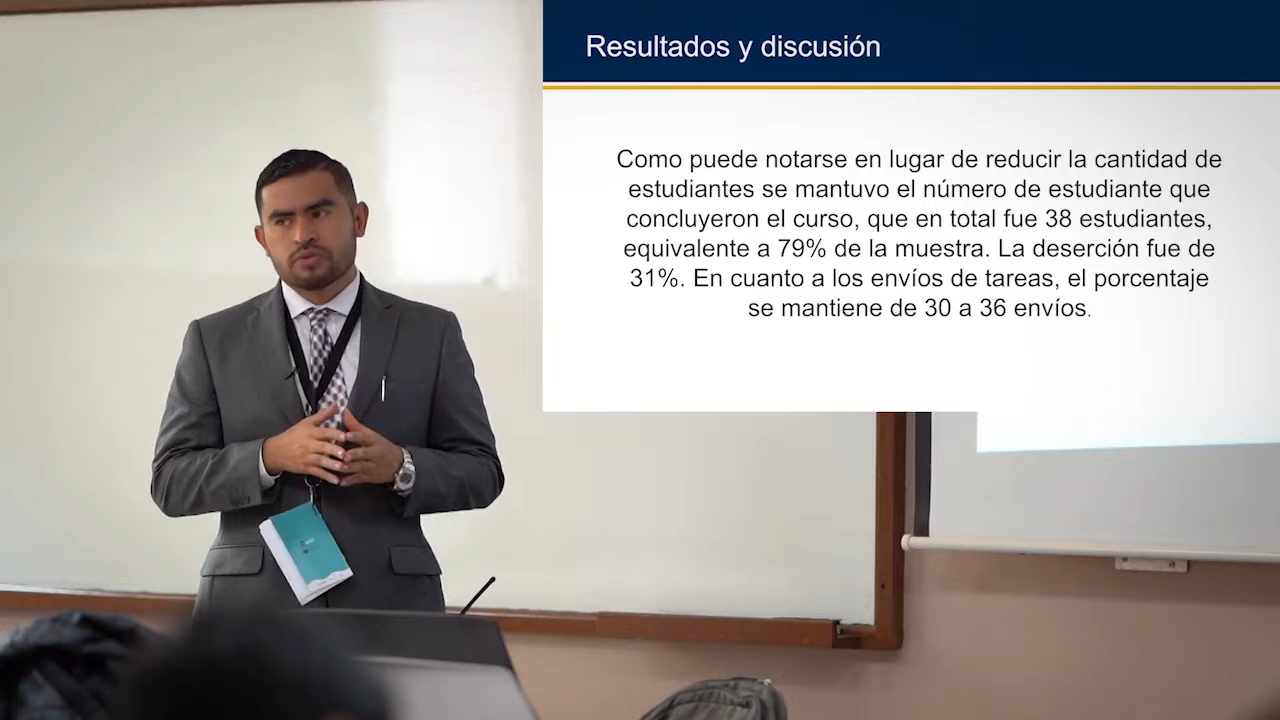 Resultados y discusión
Como puede notarse en lugar de reducir la cantidad de
estudiantes se mantuvo el número de estudiante que
concluyeron el curso, que en total fue 38 estudiantes,
equivalente a 79% de la muestra. La deserción fue de
31%. En cuanto a los envíos de tareas, el porcentaje
se mantiene de 30 a 36 envíos.